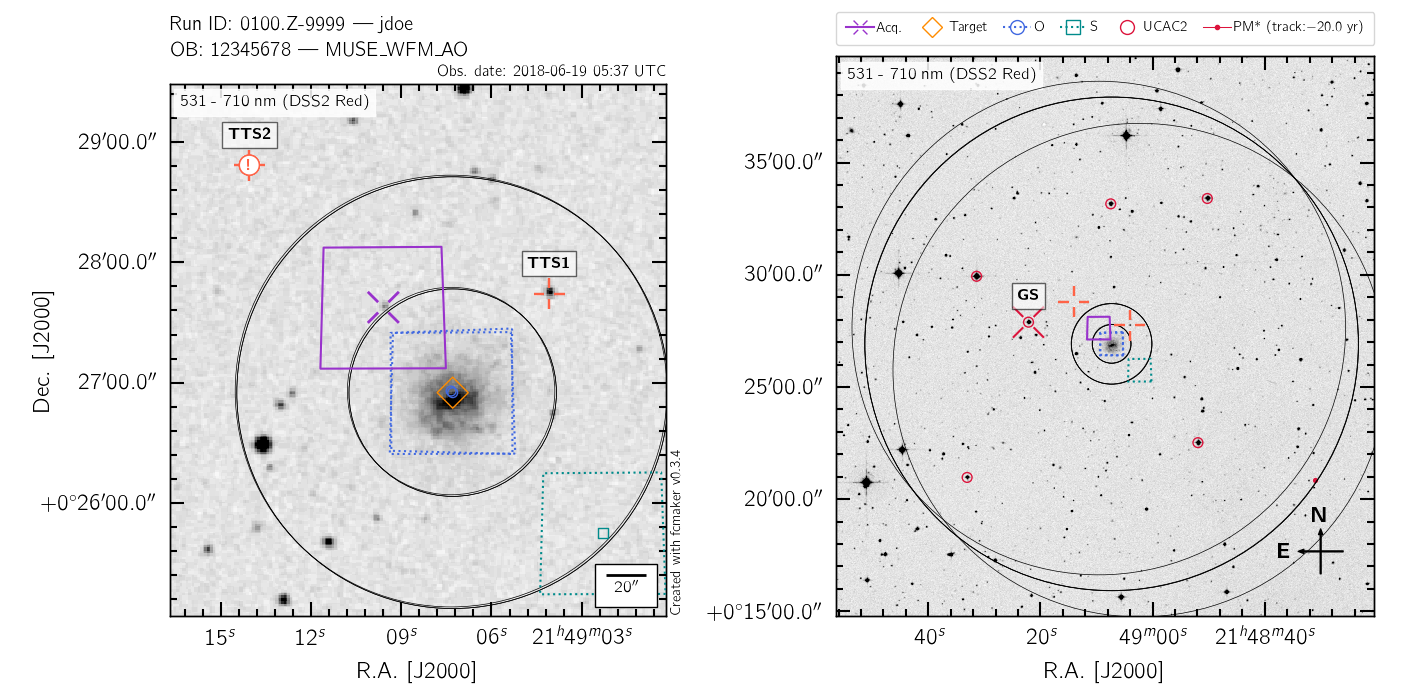 Run ID: 0100.Z-9999 — jdoe
OB: 12345678 — MUSE_WFM_AO
Obs. date: 2018-06-19 05:37 UTC
531 - 710 nm (DSS2 Red)
TTS2
TTS1
29′00.0″
28′00.0″
27′00.0″
+0°26′00.0″
Dec. [J2000]
20″
Created with fcmaker v0.3.4
15ˢ 12ˢ 09ˢ 06ˢ 21ʰ49ᵐ03ˢ
R.A. [J2000]
Acq. Target O S UCAC2 PM* (track:−20.0 yr)
531 - 710 nm (DSS2 Red)
GS
35′00.0″
30′00.0″
25′00.0″
20′00.0″
+0°15′00.0″
N
E
40ˢ 20ˢ 49ᵐ00ˢ 21ʰ48ᵐ40ˢ
R.A. [J2000]